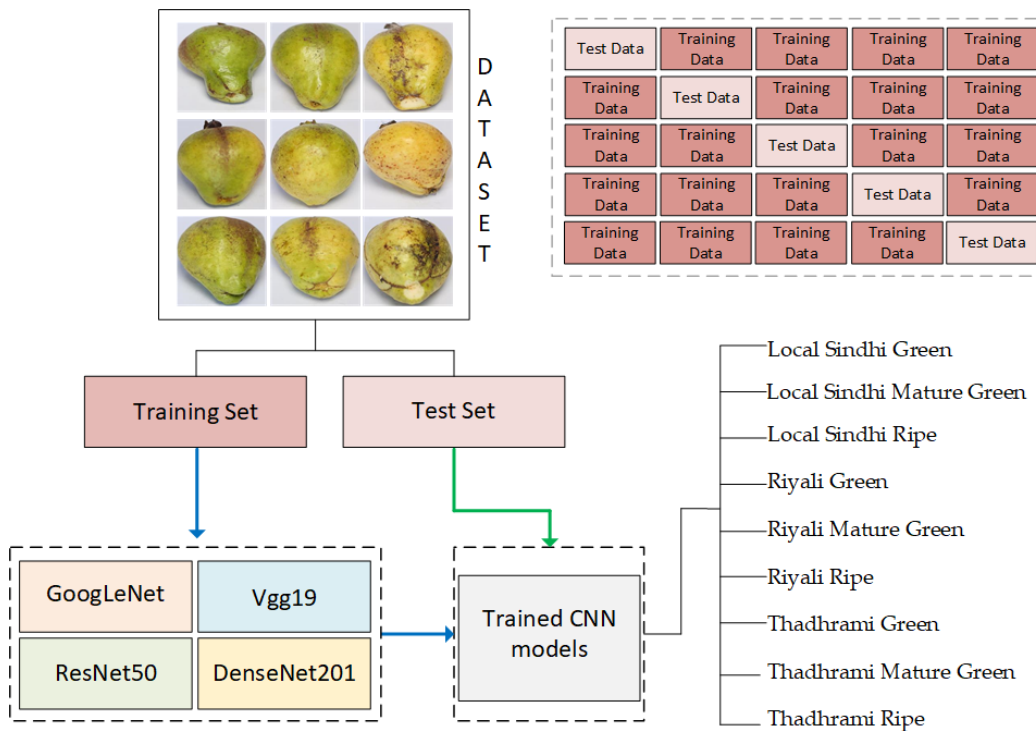 D
A
T
A
S
E
T
Test Data
Training
Data
Training
Data
Training
Data
Training
Data
Training
Data
Test Data
Training
Data
Training
Data
Training
Data
Training
Data
Training
Data
Test Data
Training
Data
Training
Data
Training
Data
Training
Data
Training
Data
Test Data
Training
Data
Training
Data
Training
Data
Training
Data
Training
Data
Test Data
Training Set
Test Set
GoogLeNet
Vgg19
ResNet50
DenseNet201
Trained CNN
models
Local Sindhi Green
Local Sindhi Mature Green
Local Sindhi Ripe
Riyali Green
Riyali Mature Green
Riyali Ripe
Thadhrami Green
Thadhrami Mature Green
Thadhrami Ripe